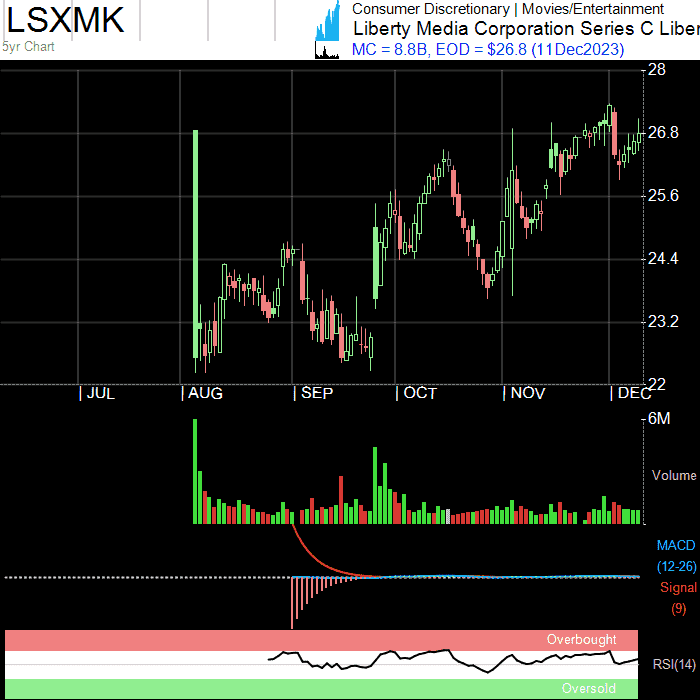 LSXMK
5yr Chart
Consumer Discretionary | Movies/Entertainment
Liberty Media Corporation Series C Liber
MC = 8.8B, EOD = $26.8 (11Dec2023)
28
26.8
25.6
24.4
23.2
22
| JUL | AUG | SEP | OCT | NOV | DEC
6M
Volume
MACD
(12-26)
Signal
(9)
Overbought
RSI(14)
Oversold